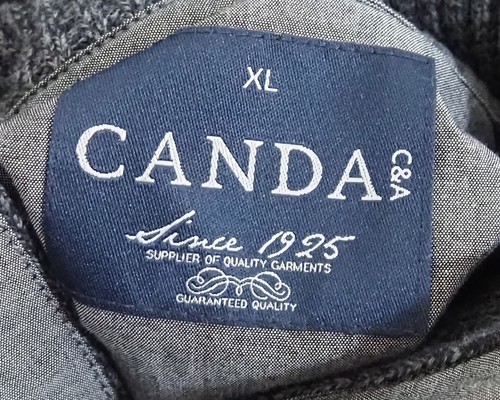 XL
CANDA C&A
Since 1925
SUPPLIER OF QUALITY GARMENTS
GUARANTEED QUALITY